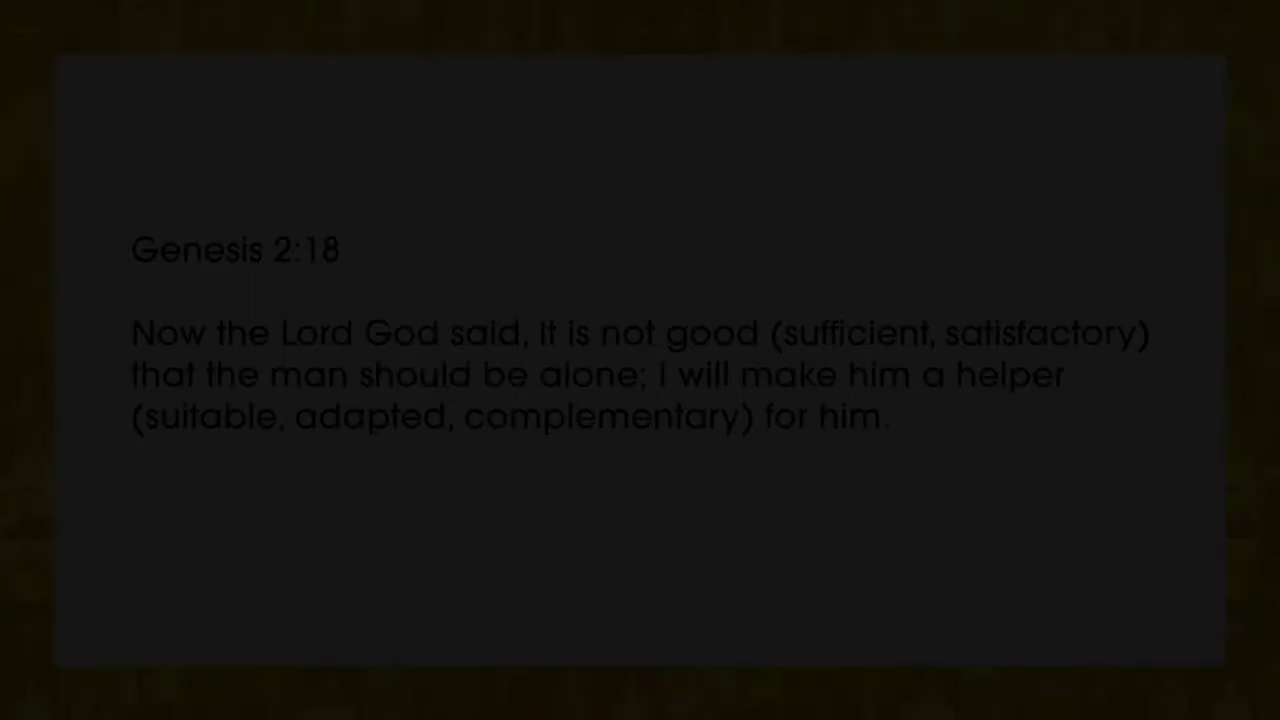 Genesis 2:18
Now the Lord God said, It is not good (sufficient, satisfactory)
that the man should be alone; I will make him a helper
(suitable, adapted, complementary) for him.